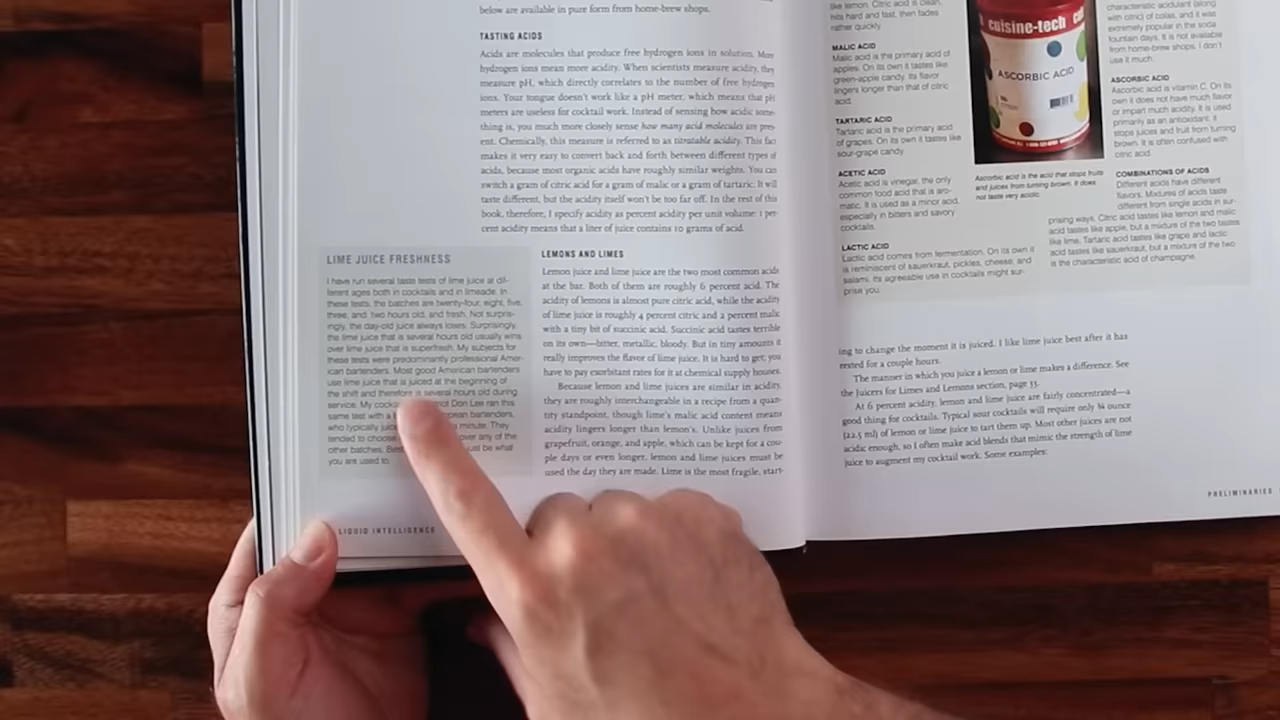 below are available in pure form from home-brew shops.
TASTING ACIDS
Acids are molecules that produce free hydrogen ions in solution. More
hydrogen ions mean more acidity. When scientists measure acidity, they
measure pH, which directly correlates to the number of free hydrogen
ions. Your tongue doesn't work like a pH meter, which means that pH
meters are useless for cocktail work. Instead of sensing how acidic some-
thing is, you much more closely sense how many acid molecules are pres-
ent. Chemically, this measure is referred to as titratable acidity. This fact
makes it very easy to convert back and forth between different types of
acids, because most organic acids have roughly similar weights. You can
switch a gram of citric acid for a gram of malic or a gram of tartaric. It will
taste different, but the acidity itself won't be too far off. In the rest of this
book, therefore, I specify acidity as percent acidity per unit volume: 1 per-
cent acidity means that a liter of juice contains 10 grams of acid.
LIME JUICE FRESHNESS
I have run several taste tests of lime juice at dif-
ferent ages both in cocktails and in limeade. In
these tests, the batches are twenty-four, eight, five,
three, and two hours old, and fresh. Not surpris-
ingly, the day-old juice always loses. Surprisingly,
the lime juice that is several hours old usually wins
over lime juice that is superfresh. My subjects for
these tests were predominantly professional Amer-
ican bartenders. Most good American bartenders
use lime juice that is juiced at the beginning of
the shift and therefore is several hours old during
service. My Don Lee ran this
same test with a bartenders,
who typically minute. They
tended to choose over any of the
other batches. just be what
you are used to.
LEMONS AND LIMES
Lemon juice and lime juice are the two most common acids
at the bar. Both of them are roughly 6 percent acid. The
acidity of lemons is almost pure citric acid, while the acidity
of lime juice is roughly 4 percent citric and 2 percent malic
with a tiny bit of succinic acid. Succinic acid tastes terrible
on its own—bitter, metallic, bloody. But in tiny amounts it
really improves the flavor of lime juice. It is hard to get; you
have to pay exorbitant rates for it at chemical supply houses.
Because lemon and lime juices are similar in acidity,
they are roughly interchangeable in a recipe from a quan-
tity standpoint, though lime's malic acid content means
acidity lingers longer than lemon's. Unlike juices from
grapefruit, orange, and apple, which can be kept for a cou-
ple days or even longer, lemon and lime juices must be
used the day they are made. Lime is the most fragile, start-
LIQUID INTELLIGENCE
like lemon. Citric acid is clean,
hits hard and fast, then fades
rather quickly.
MALIC ACID
Malic acid is the primary acid of
apples. On its own it tastes like
green-apple candy. Its flavor
lingers longer than that of citric
acid.
TARTARIC ACID
Tartaric acid is the primary acid
of grapes. On its own it tastes like
sour-grape candy.
ACETIC ACID
Acetic acid is vinegar, the only
common food acid that is aro-
matic. It is used as a minor acid,
especially in bitters and savory
cocktails.
LACTIC ACID
Lactic acid comes from fermentation. On its own it
is reminiscent of sauerkraut, pickles, cheese, and
salami. Its agreeable use in cocktails might sur-
prise you.
cuisine-tech
ASCORBIC ACID
Ascorbic acid is the acid that stops fruits
and juices from turning brown. It does
not taste very acidic.
characteristic acidulant (along
with citric) of colas, and it was
extremely popular in the soda
fountain days. It is not available
from home-brew shops. I don't
use it much.
ASCORBIC ACID
Ascorbic acid is vitamin C. On its
own it does not have much flavor
or impart much acidity. It is used
primarily as an antioxidant; it
stops juices and fruit from turning
brown. It is often confused with
citric acid.
COMBINATIONS OF ACIDS
Different acids have different
flavors. Mixtures of acids taste
different from single acids in sur-
prising ways. Citric acid tastes like lemon and malic
acid tastes like apple, but a mixture of the two tastes
like lime. Tartaric acid tastes like grape and lactic
acid tastes like sauerkraut, but a mixture of the two
is the characteristic acid of champagne.
ing to change the moment it is juiced. I like lime juice best after it has
rested for a couple hours.
The manner in which you juice a lemon or lime makes a difference. See
the Juicers for Limes and Lemons section, page 33.
At 6 percent acidity, lemon and lime juice are fairly concentrated—a
good thing for cocktails. Typical sour cocktails will require only ¾ ounce
(22.5 ml) of lemon or lime to tart them up. Most other juices are not
acidic enough, so I often make acid blends that mimic the strength of lime
juice to augment my cocktail work. Some examples:
PRELIMINARIES